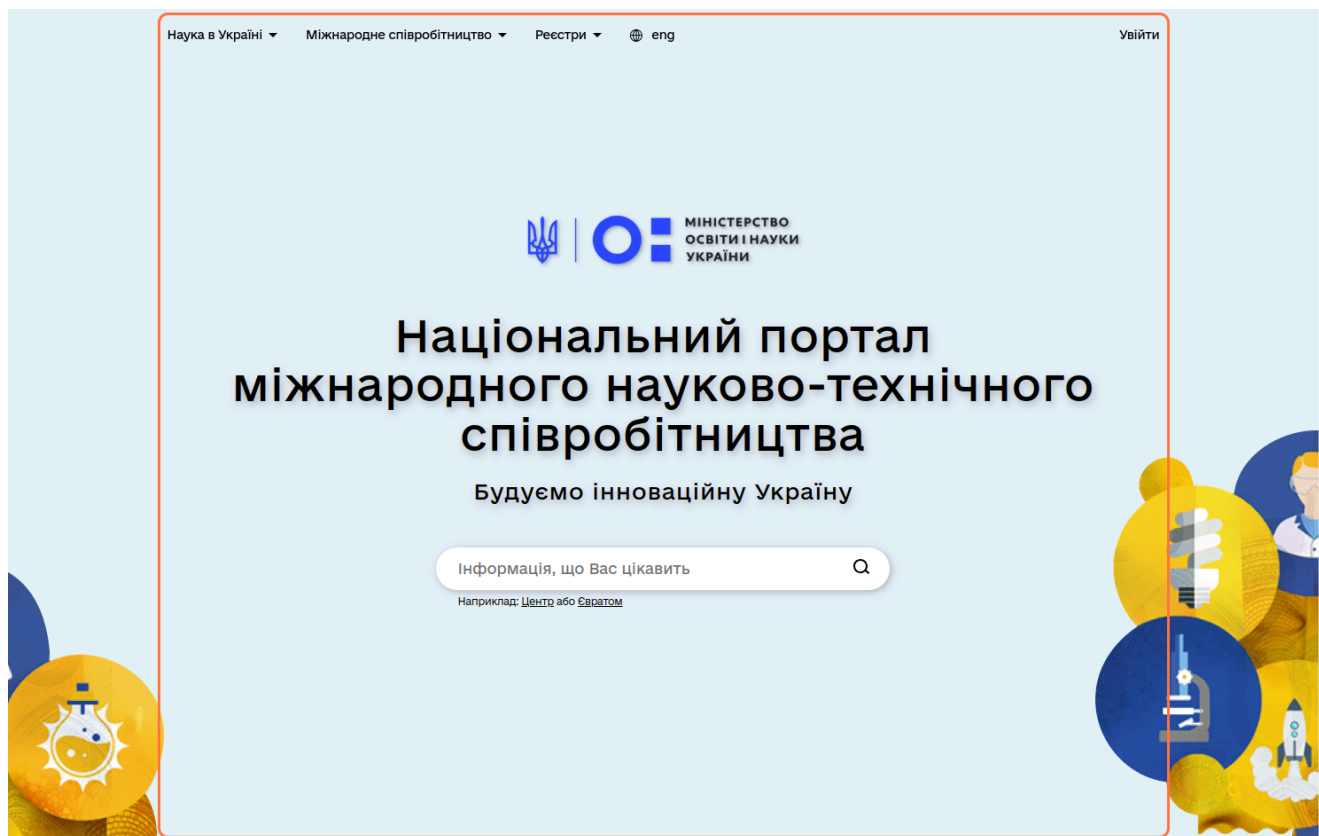 Наука в Україні Міжнародне співробітництво Реєстри eng Увійти
МІНІСТЕРСТВО
ОСВІТИ І НАУКИ
УКРАЇНИ
Національний портал
міжнародного науково-технічного
співробітництва
Будуємо інноваційну Україну
Інформація, що Вас цікавить
Наприклад: Центр або Євратом